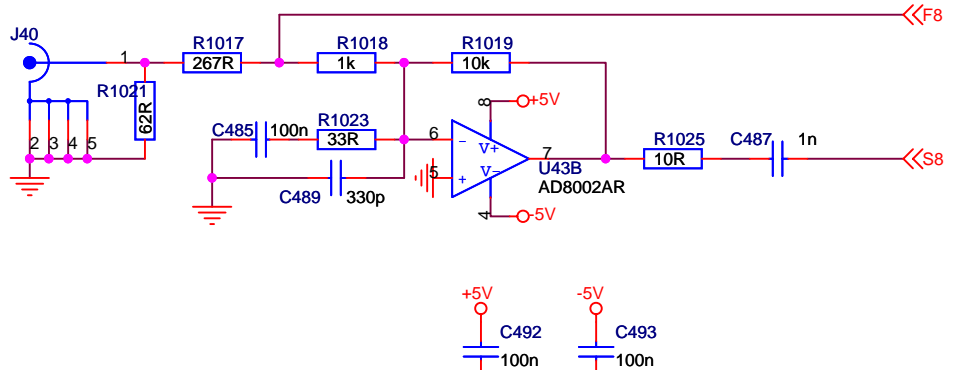 F8
J40
1
R1017
267R
R1018
1k
R1019
10k
R1021
62R
2
3
4
5
C485
100n
R1023
33R
C489
330p
6
-
5
+
8
+5V
V+
V-
4
-5V
7
U43B
AD8002AR
R1025
10R
C487
1n
S8
+5V
-5V
C492
100n
C493
100n